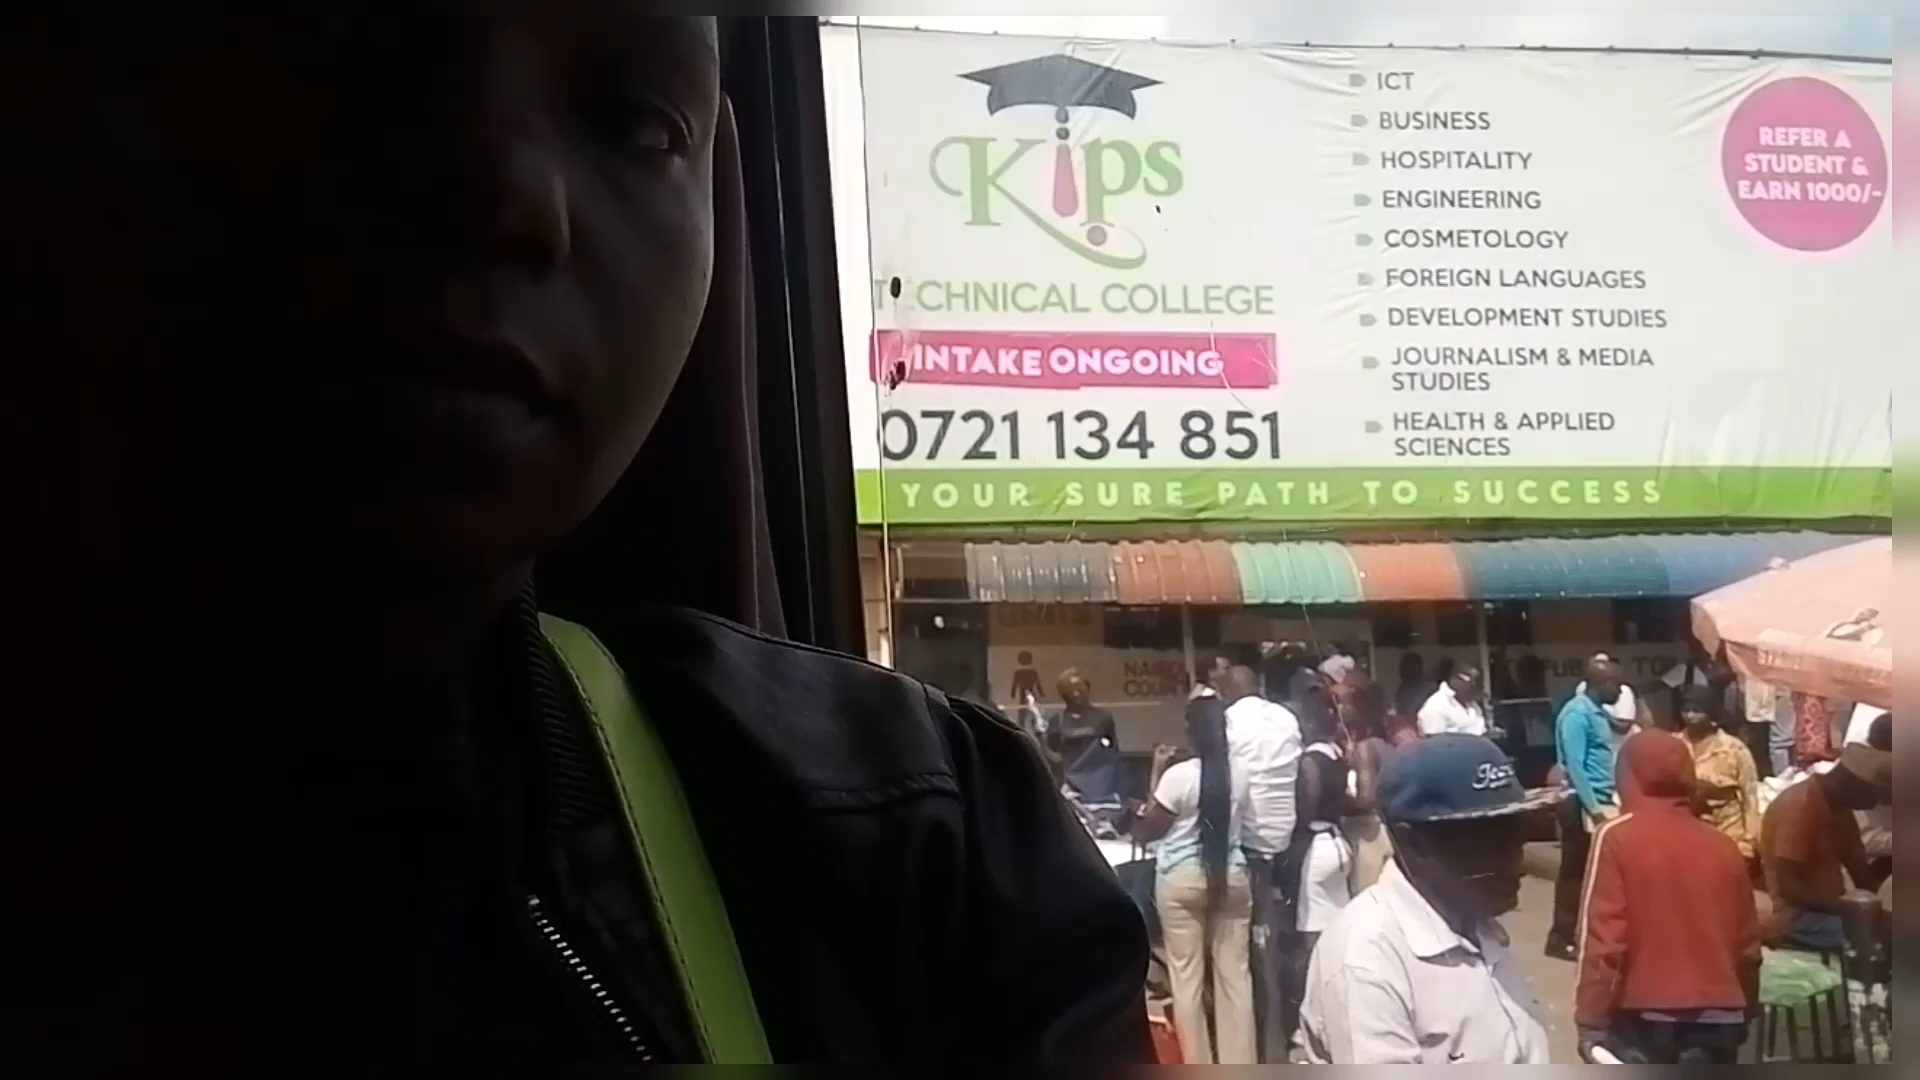 Kips
TECHNICAL COLLEGE
INTAKE ONGOING
0721 134 851
ICT
BUSINESS
HOSPITALITY
ENGINEERING
COSMETOLOGY
FOREIGN LANGUAGES
DEVELOPMENT STUDIES
JOURNALISM & MEDIA
STUDIES
HEALTH & APPLIED
SCIENCES
REFER A
STUDENT &
EARN 1000/-
YOUR SURE PATH TO SUCCESS